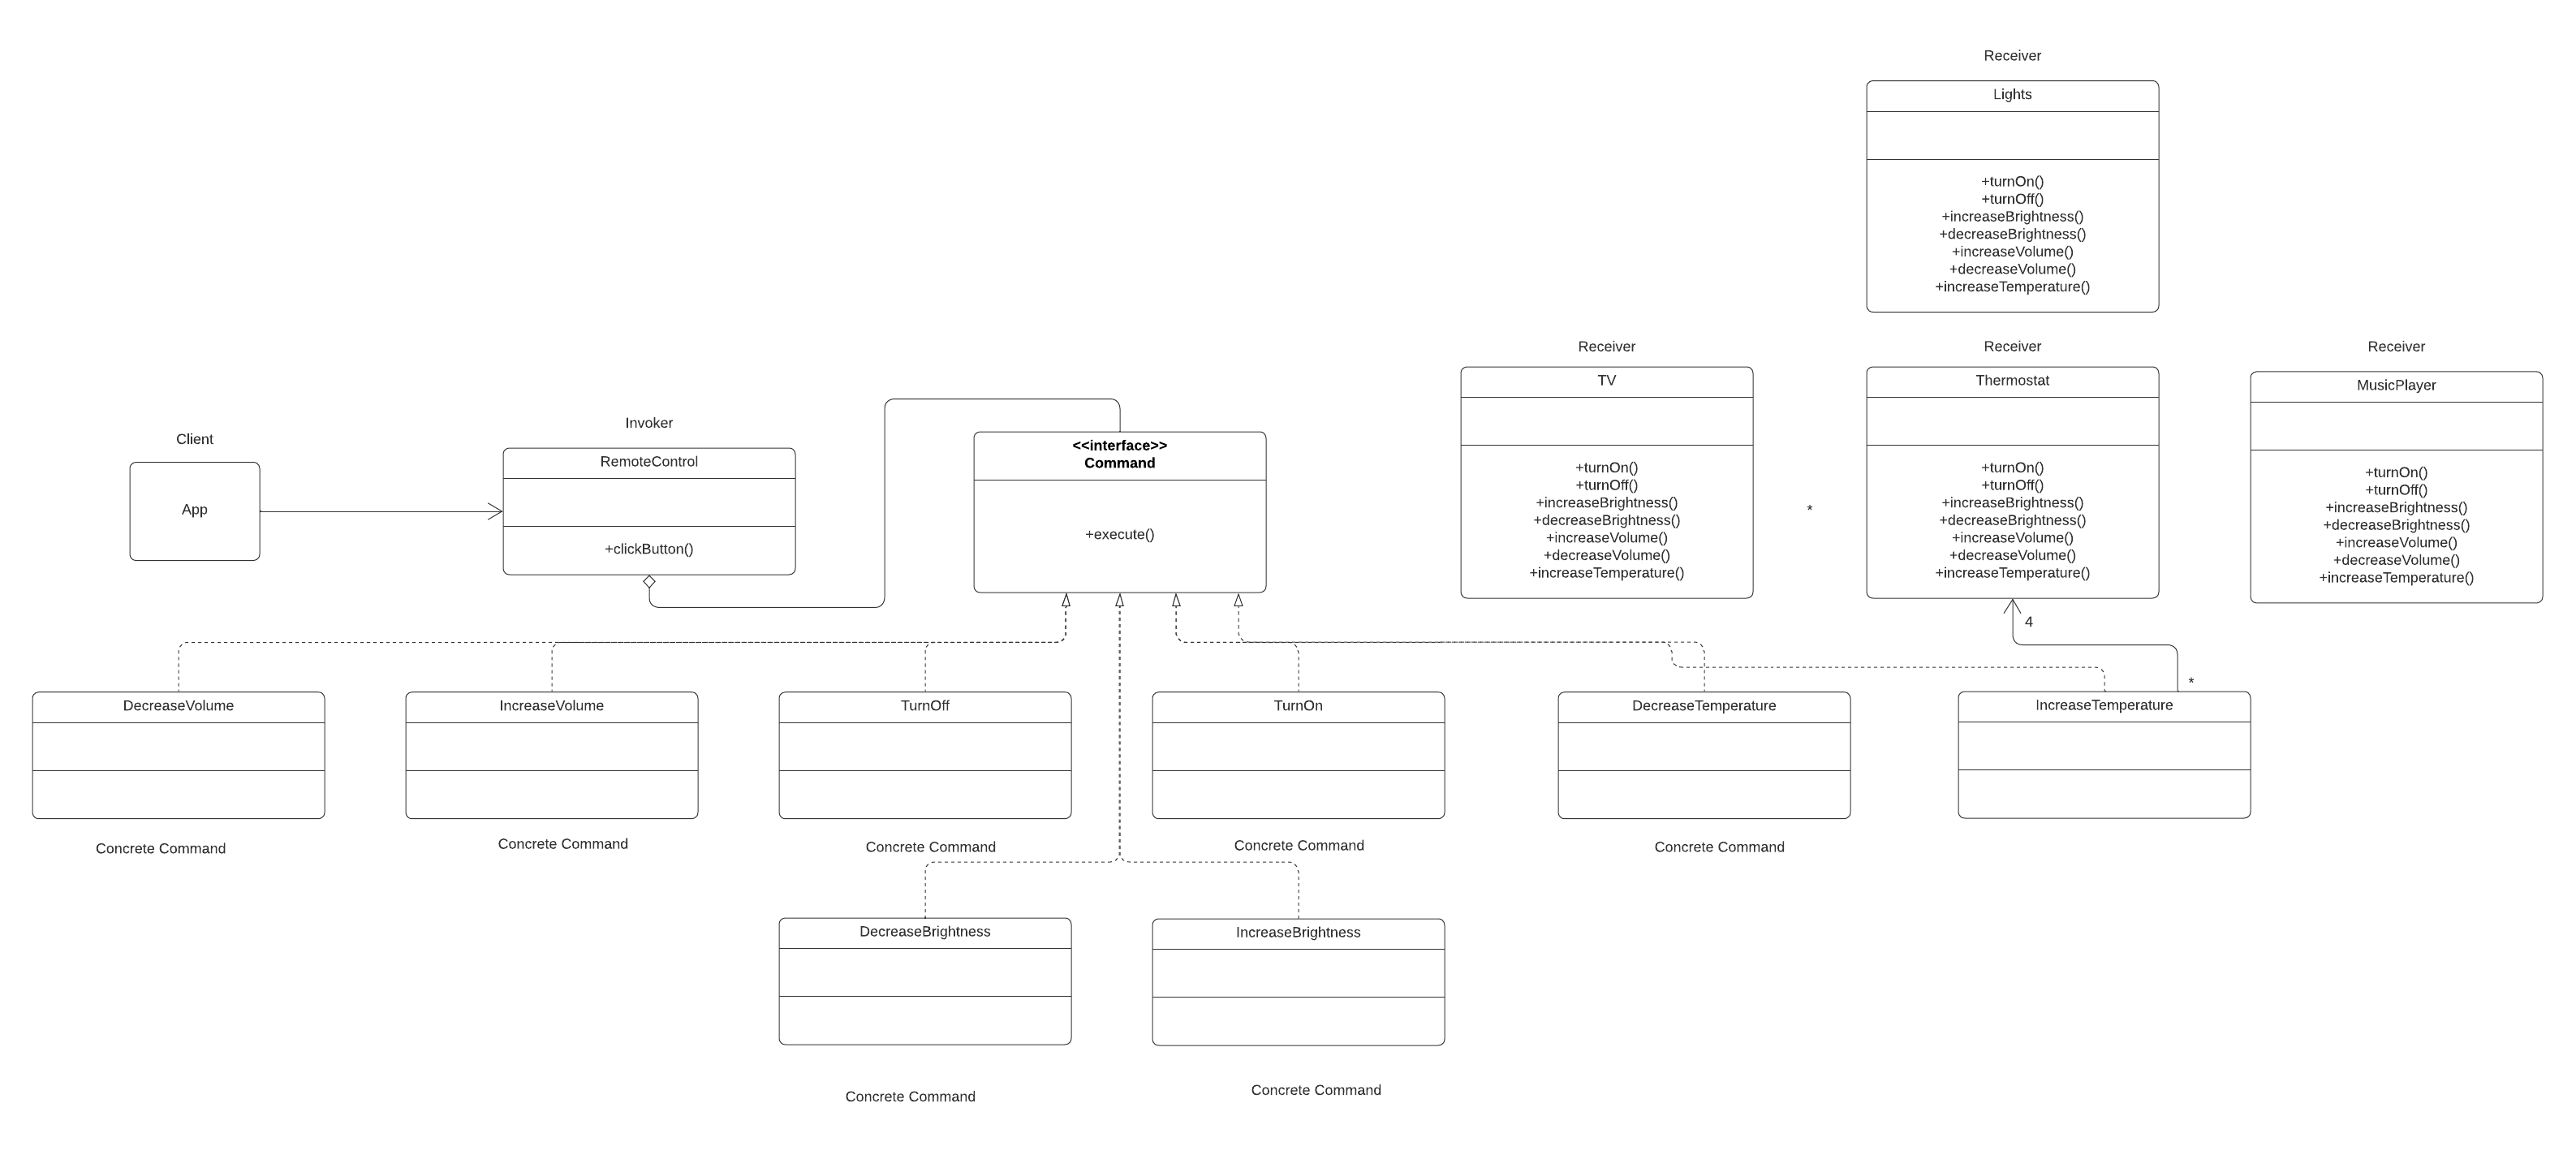 Receiver
Lights
+turnOn()
+turnOff()
+increaseBrightness()
+decreaseBrightness()
+increaseVolume()
+decreaseVolume()
+increaseTemperature()
Receiver
TV
+turnOn()
+turnOff()
+increaseBrightness()
+decreaseBrightness()
+increaseVolume()
+decreaseVolume()
+increaseTemperature()
*
Receiver
Thermostat
+turnOn()
+turnOff()
+increaseBrightness()
+decreaseBrightness()
+increaseVolume()
+decreaseVolume()
+increaseTemperature()
4
*
Receiver
MusicPlayer
+turnOn()
+turnOff()
+increaseBrightness()
+decreaseBrightness()
+increaseVolume()
+decreaseVolume()
+increaseTemperature()
Client
App
Invoker
RemoteControl
+clickButton()
<<interface>>
Command
+execute()
DecreaseVolume
Concrete Command
IncreaseVolume
Concrete Command
TurnOff
Concrete Command
TurnOn
Concrete Command
DecreaseTemperature
Concrete Command
IncreaseTemperature
DecreaseBrightness
Concrete Command
IncreaseBrightness
Concrete Command